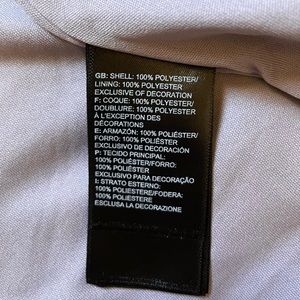 GB: SHELL: 100% POLYESTER/
LINING: 100% POLYESTER
EXCLUSIVE OF DECORATION
F: COQUE: 100% POLYESTER/
DOUBLURE: 100% POLYESTER
À L'EXCEPTION DES
DÉCORATIONS
E: ARMAZÓN: 100% POLIÉSTER/
FORRO: 100% POLIÉSTER
EXCLUSIVO DE DECORACIÓN
P: TECIDO PRINCIPAL:
100% POLIÉSTER/FORRO:
100% POLIÉSTER
EXCLUSIVO PARA DECORAÇÃO
I: STRATO ESTERNO:
100% POLIESTERE/FODERA:
100% POLIESTERE
ESCLUSA LA DECORAZIONE